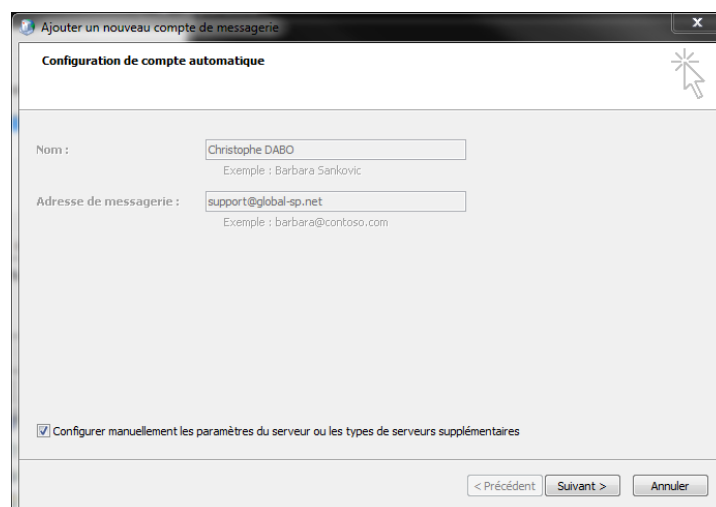 Ajouter un nouveau compte de messagerie
Configuration de compte automatique
Nom :
Christophe DABO
Exemple : Barbara Sankovic
Adresse de messagerie :
support@global-sp.net
Exemple : barbara@contoso.com
Configurer manuellement les paramètres du serveur ou les types de serveurs supplémentaires
< Précédent
Suivant >
Annuler